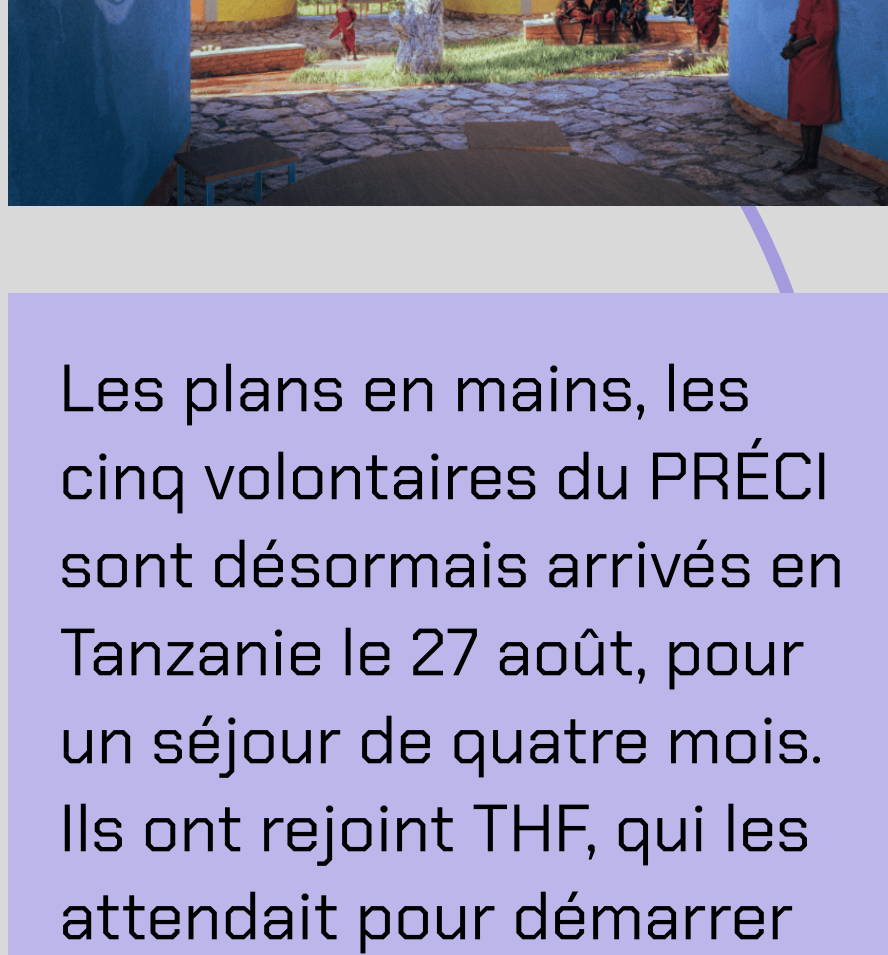 Les plans en mains, les
cinq volontaires du PRÉCI
sont désormais arrivés en
Tanzanie le 27 août, pour
un séjour de quatre mois.
Ils ont rejoint THF, qui les
attendait pour démarrer